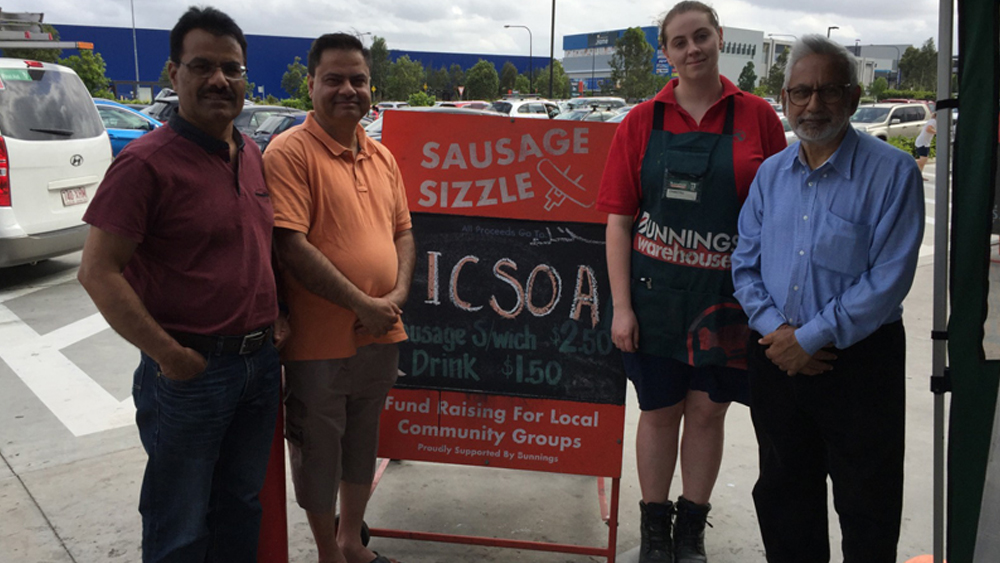 SAUSAGE
SIZZLE
All Proceeds Go To:
ICSOA
ausage S/wich $2.50
Drink $1.50
Fund Raising For Local
Community Groups
Proudly Supported By Bunnings
BUNNINGS
warehouse